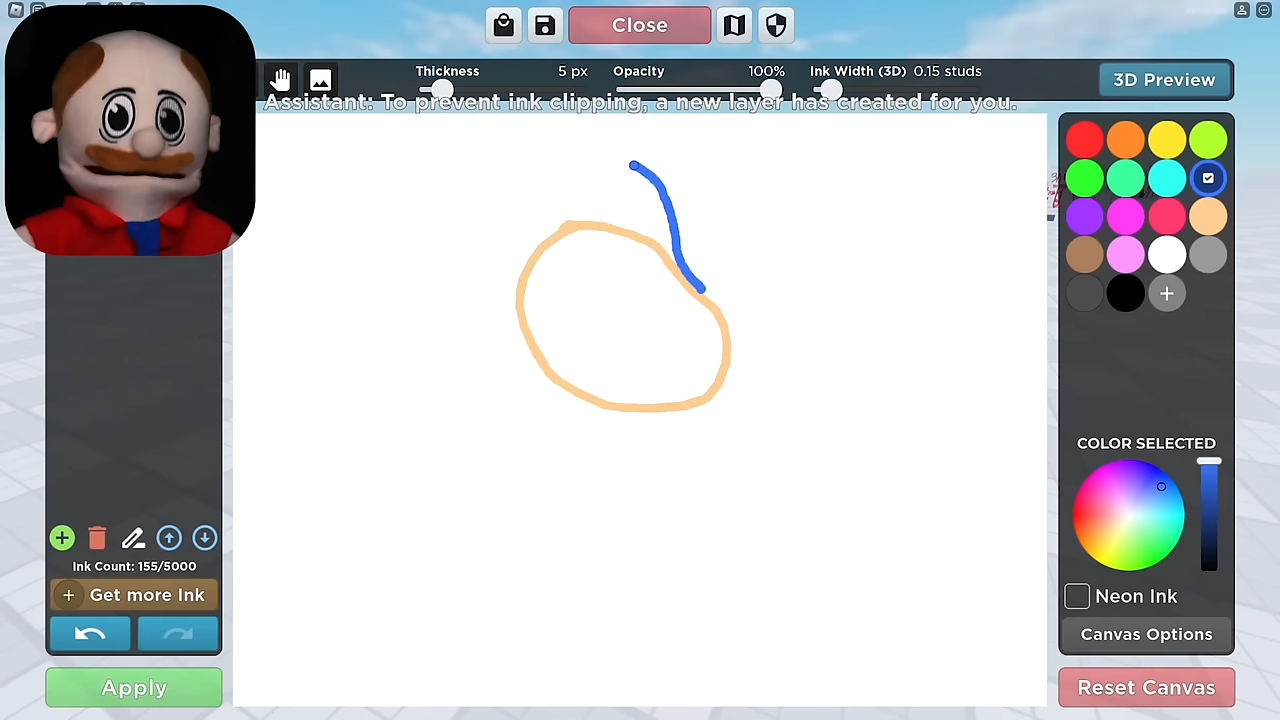 Close
Thickness 5 px Opacity 100% Ink Width (3D) 0.15 studs
3D Preview
Assistant: To prevent ink clipping, a new layer has created for you.
COLOR SELECTED
Ink Count: 155/5000
+ Get more Ink
Neon Ink
Canvas Options
Apply
Reset Canvas